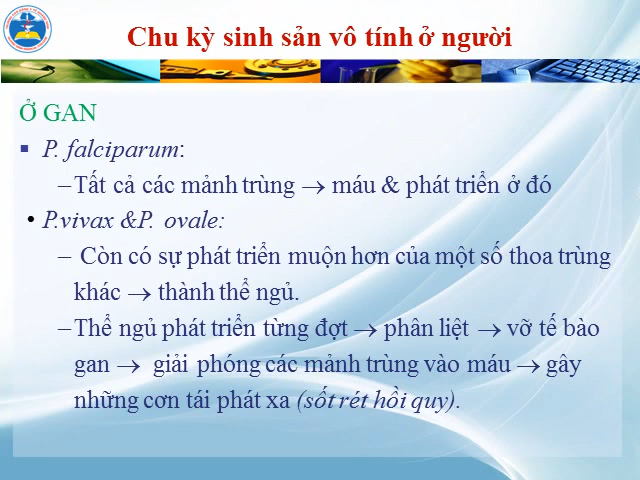 Chu kỳ sinh sản vô tính ở người
Ở GAN
▪ P. falciparum:
–Tất cả các mảnh trùng → máu & phát triển ở đó
• P.vivax &P. ovale:
– Còn có sự phát triển muộn hơn của một số thoa trùng
khác → thành thể ngủ.
–Thể ngủ phát triển từng đợt → phân liệt → vỡ tế bào
gan → giải phóng các mảnh trùng vào máu → gây
những cơn tái phát xa (sốt rét hồi quy).